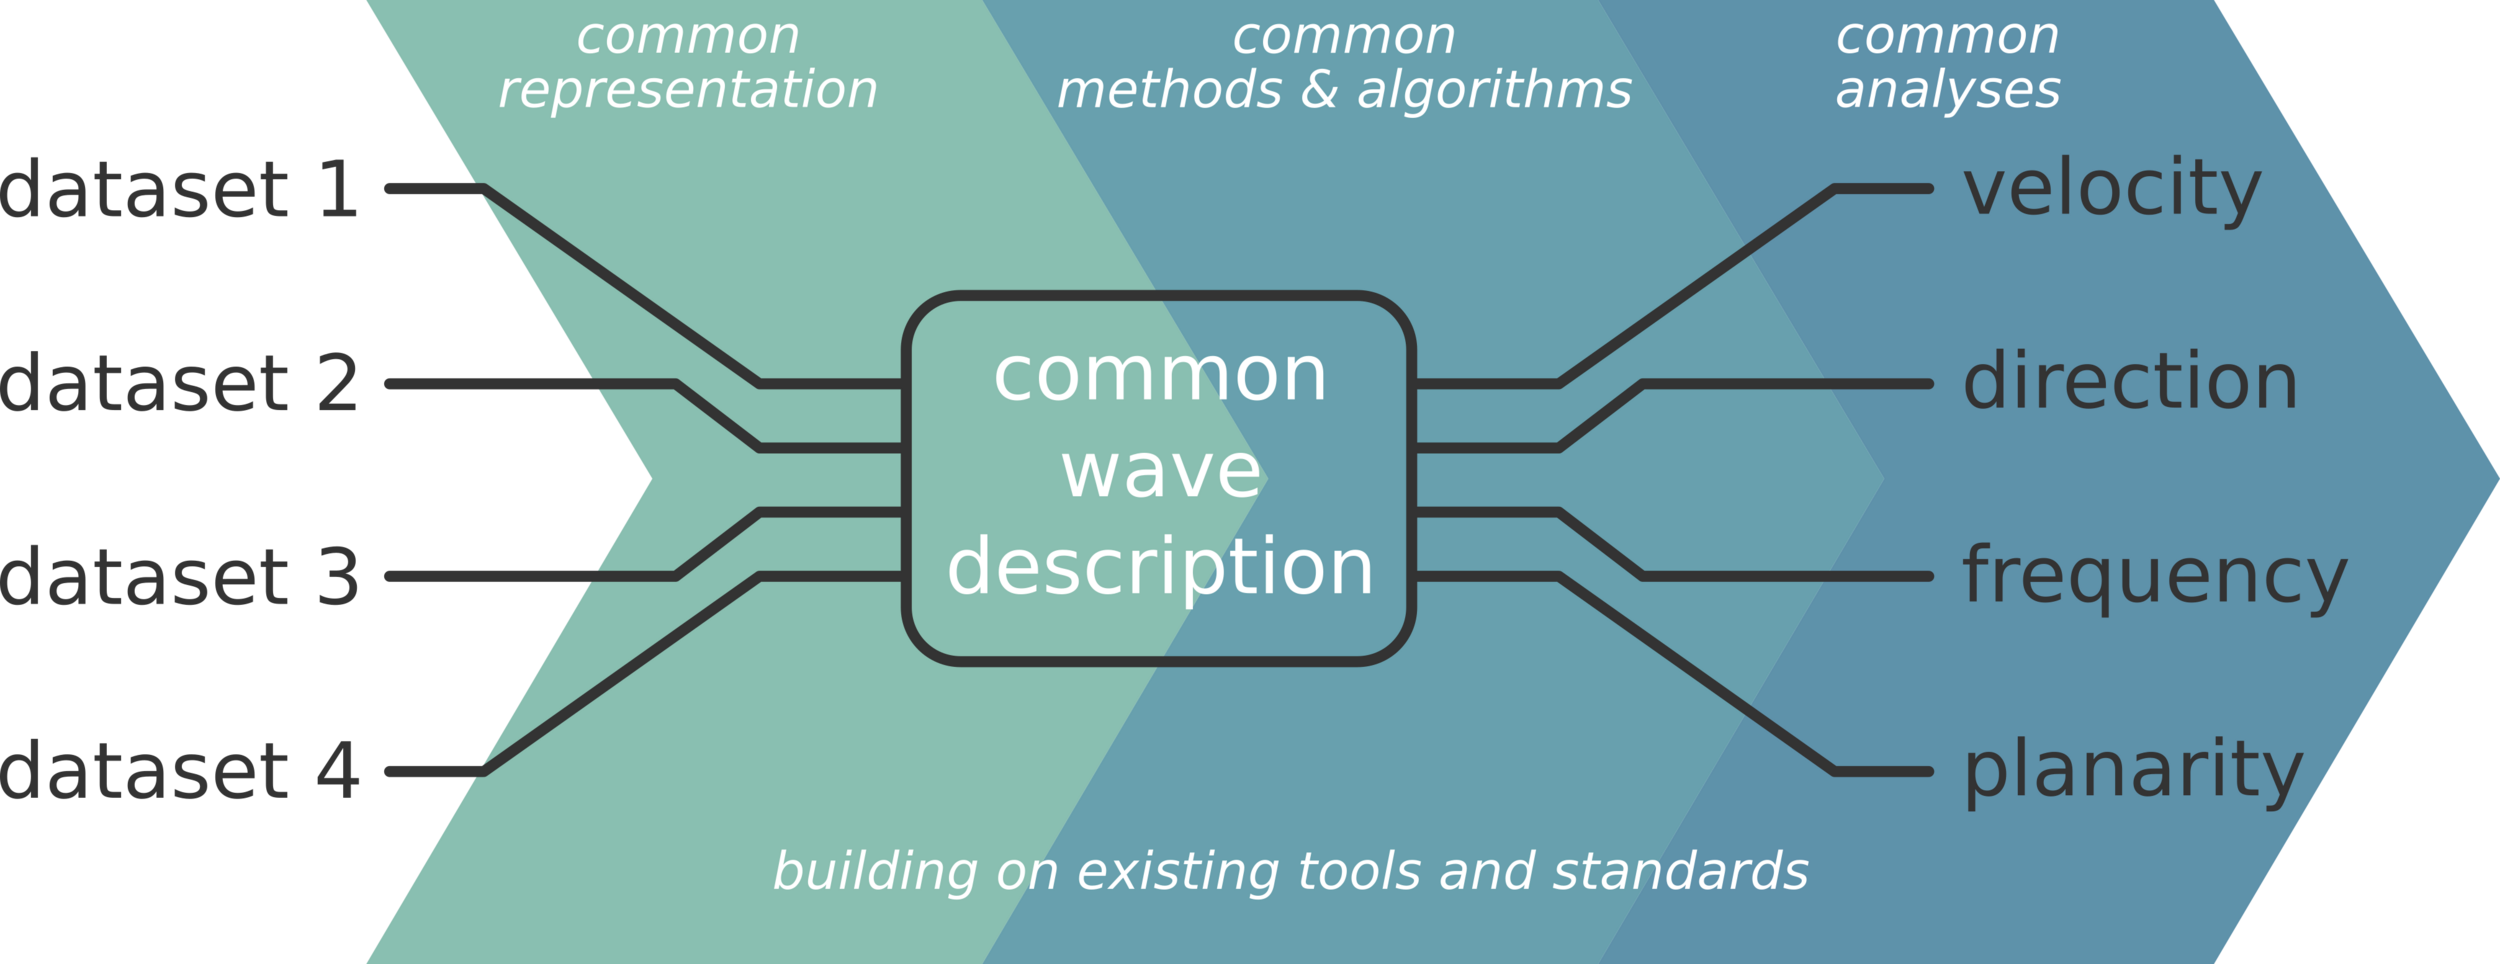 common
representation
common
methods & algorithms
common
analyses
dataset 1
dataset 2
dataset 3
dataset 4
common
wave
description
velocity
direction
frequency
planarity
building on existing tools and standards